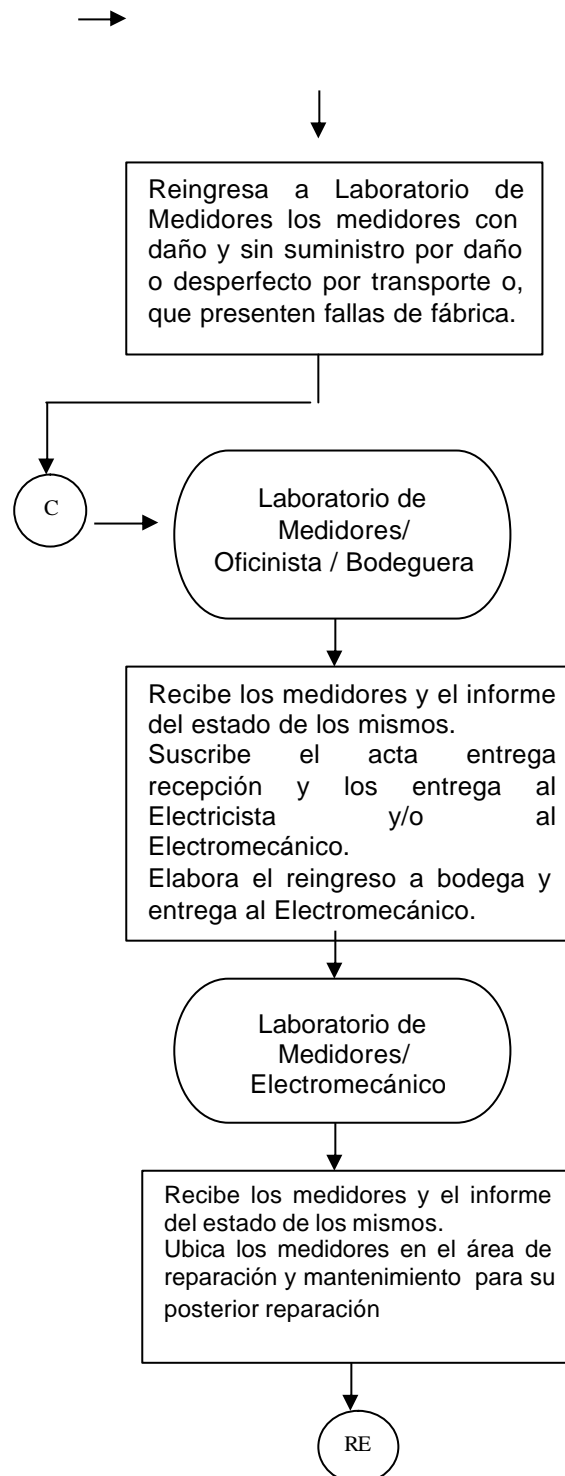 Reingresa a Laboratorio de
Medidores los medidores con
daño y sin suministro por daño
o desperfecto por transporte o,
que presenten fallas de fábrica.
C
Laboratorio de
Medidores/
Oficinista / Bodeguera
Recibe los medidores y el informe
del estado de los mismos.
Suscribe el acta entrega
recepción y los entrega al
Electricista y/o al
Electromecánico.
Elabora el reingreso a bodega y
entrega al Electromecánico.
Laboratorio de
Medidores/
Electromecánico
Recibe los medidores y el informe
del estado de los mismos.
Ubica los medidores en el área de
reparación y mantenimiento para su
posterior reparación
RE